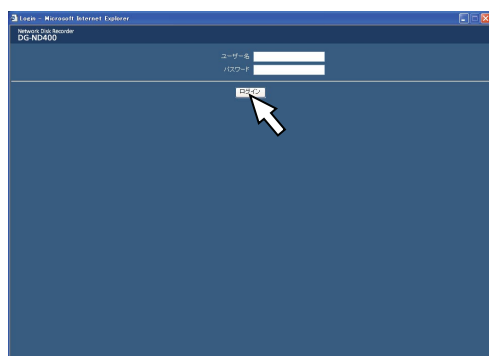 Login - Microsoft Internet Explorer
Network Disk Recorder
DG-ND400
ユーザー名
パスワード
ログイン